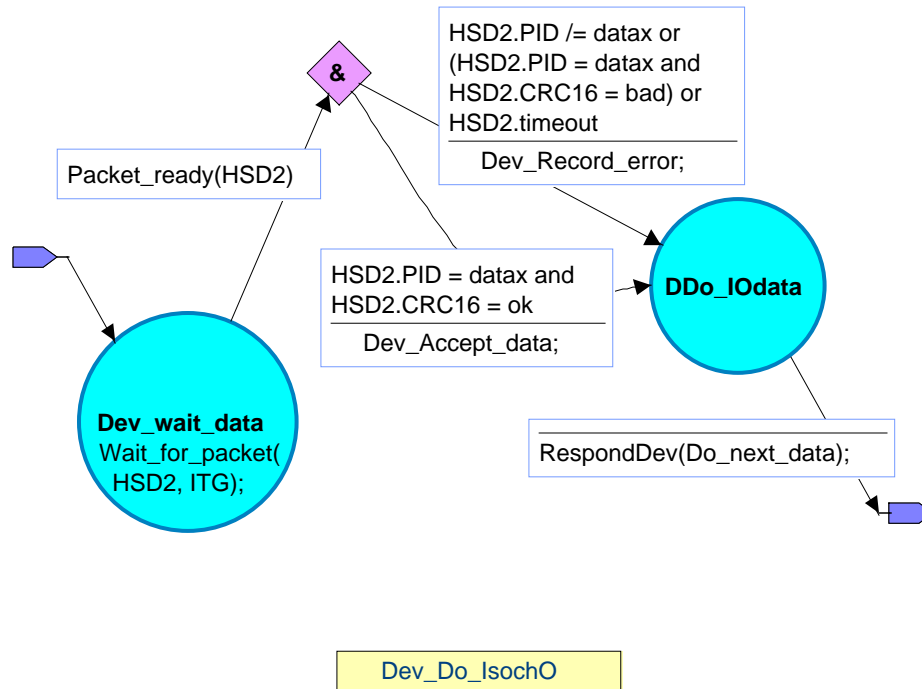 HSD2.PID /= datax or
(HSD2.PID = datax and
HSD2.CRC16 = bad) or
HSD2.timeout
Dev_Record_error;
&
Packet_ready(HSD2)
HSD2.PID = datax and
HSD2.CRC16 = ok
Dev_Accept_data;
DDo_IOdata
Dev_wait_data
Wait_for_packet(
HSD2, ITG);
RespondDev(Do_next_data);
Dev_Do_IsochO